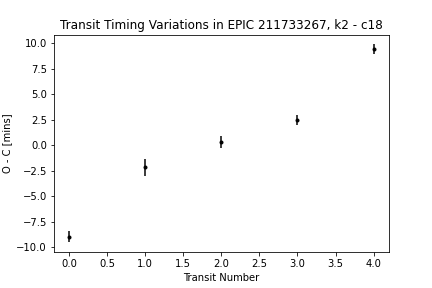 Transit Timing Variations in EPIC 211733267, k2 - c18
10.0
7.5
5.0
2.5
0.0
−2.5
−5.0
−7.5
−10.0
O - C [mins]
0.0 0.5 1.0 1.5 2.0 2.5 3.0 3.5 4.0
Transit Number